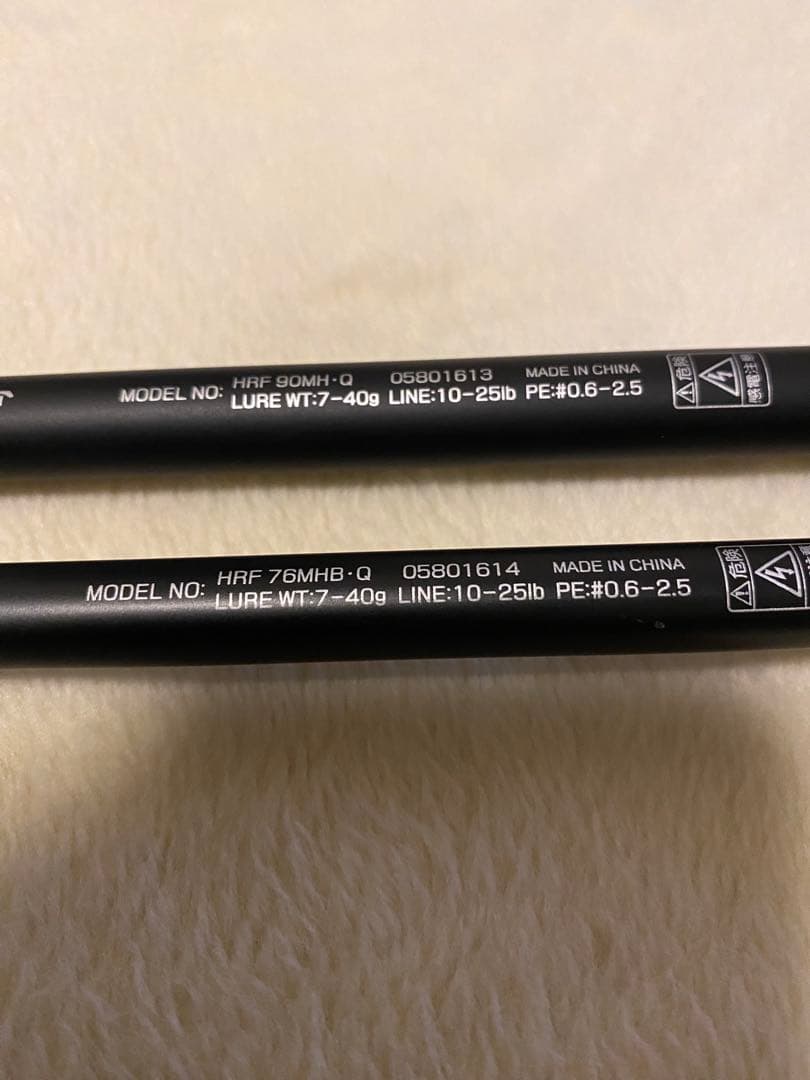 MODEL NO: HRF 90MH·Q 05801613 MADE IN CHINA
LURE WT:7-40g LINE:10-25lb PE:#0.6-2.5
危険
感電注意
MODEL NO: HRF 76MHB·Q 05801614 MADE IN CHINA
LURE WT:7-40g LINE:10-25lb PE:#0.6-2.5
危険